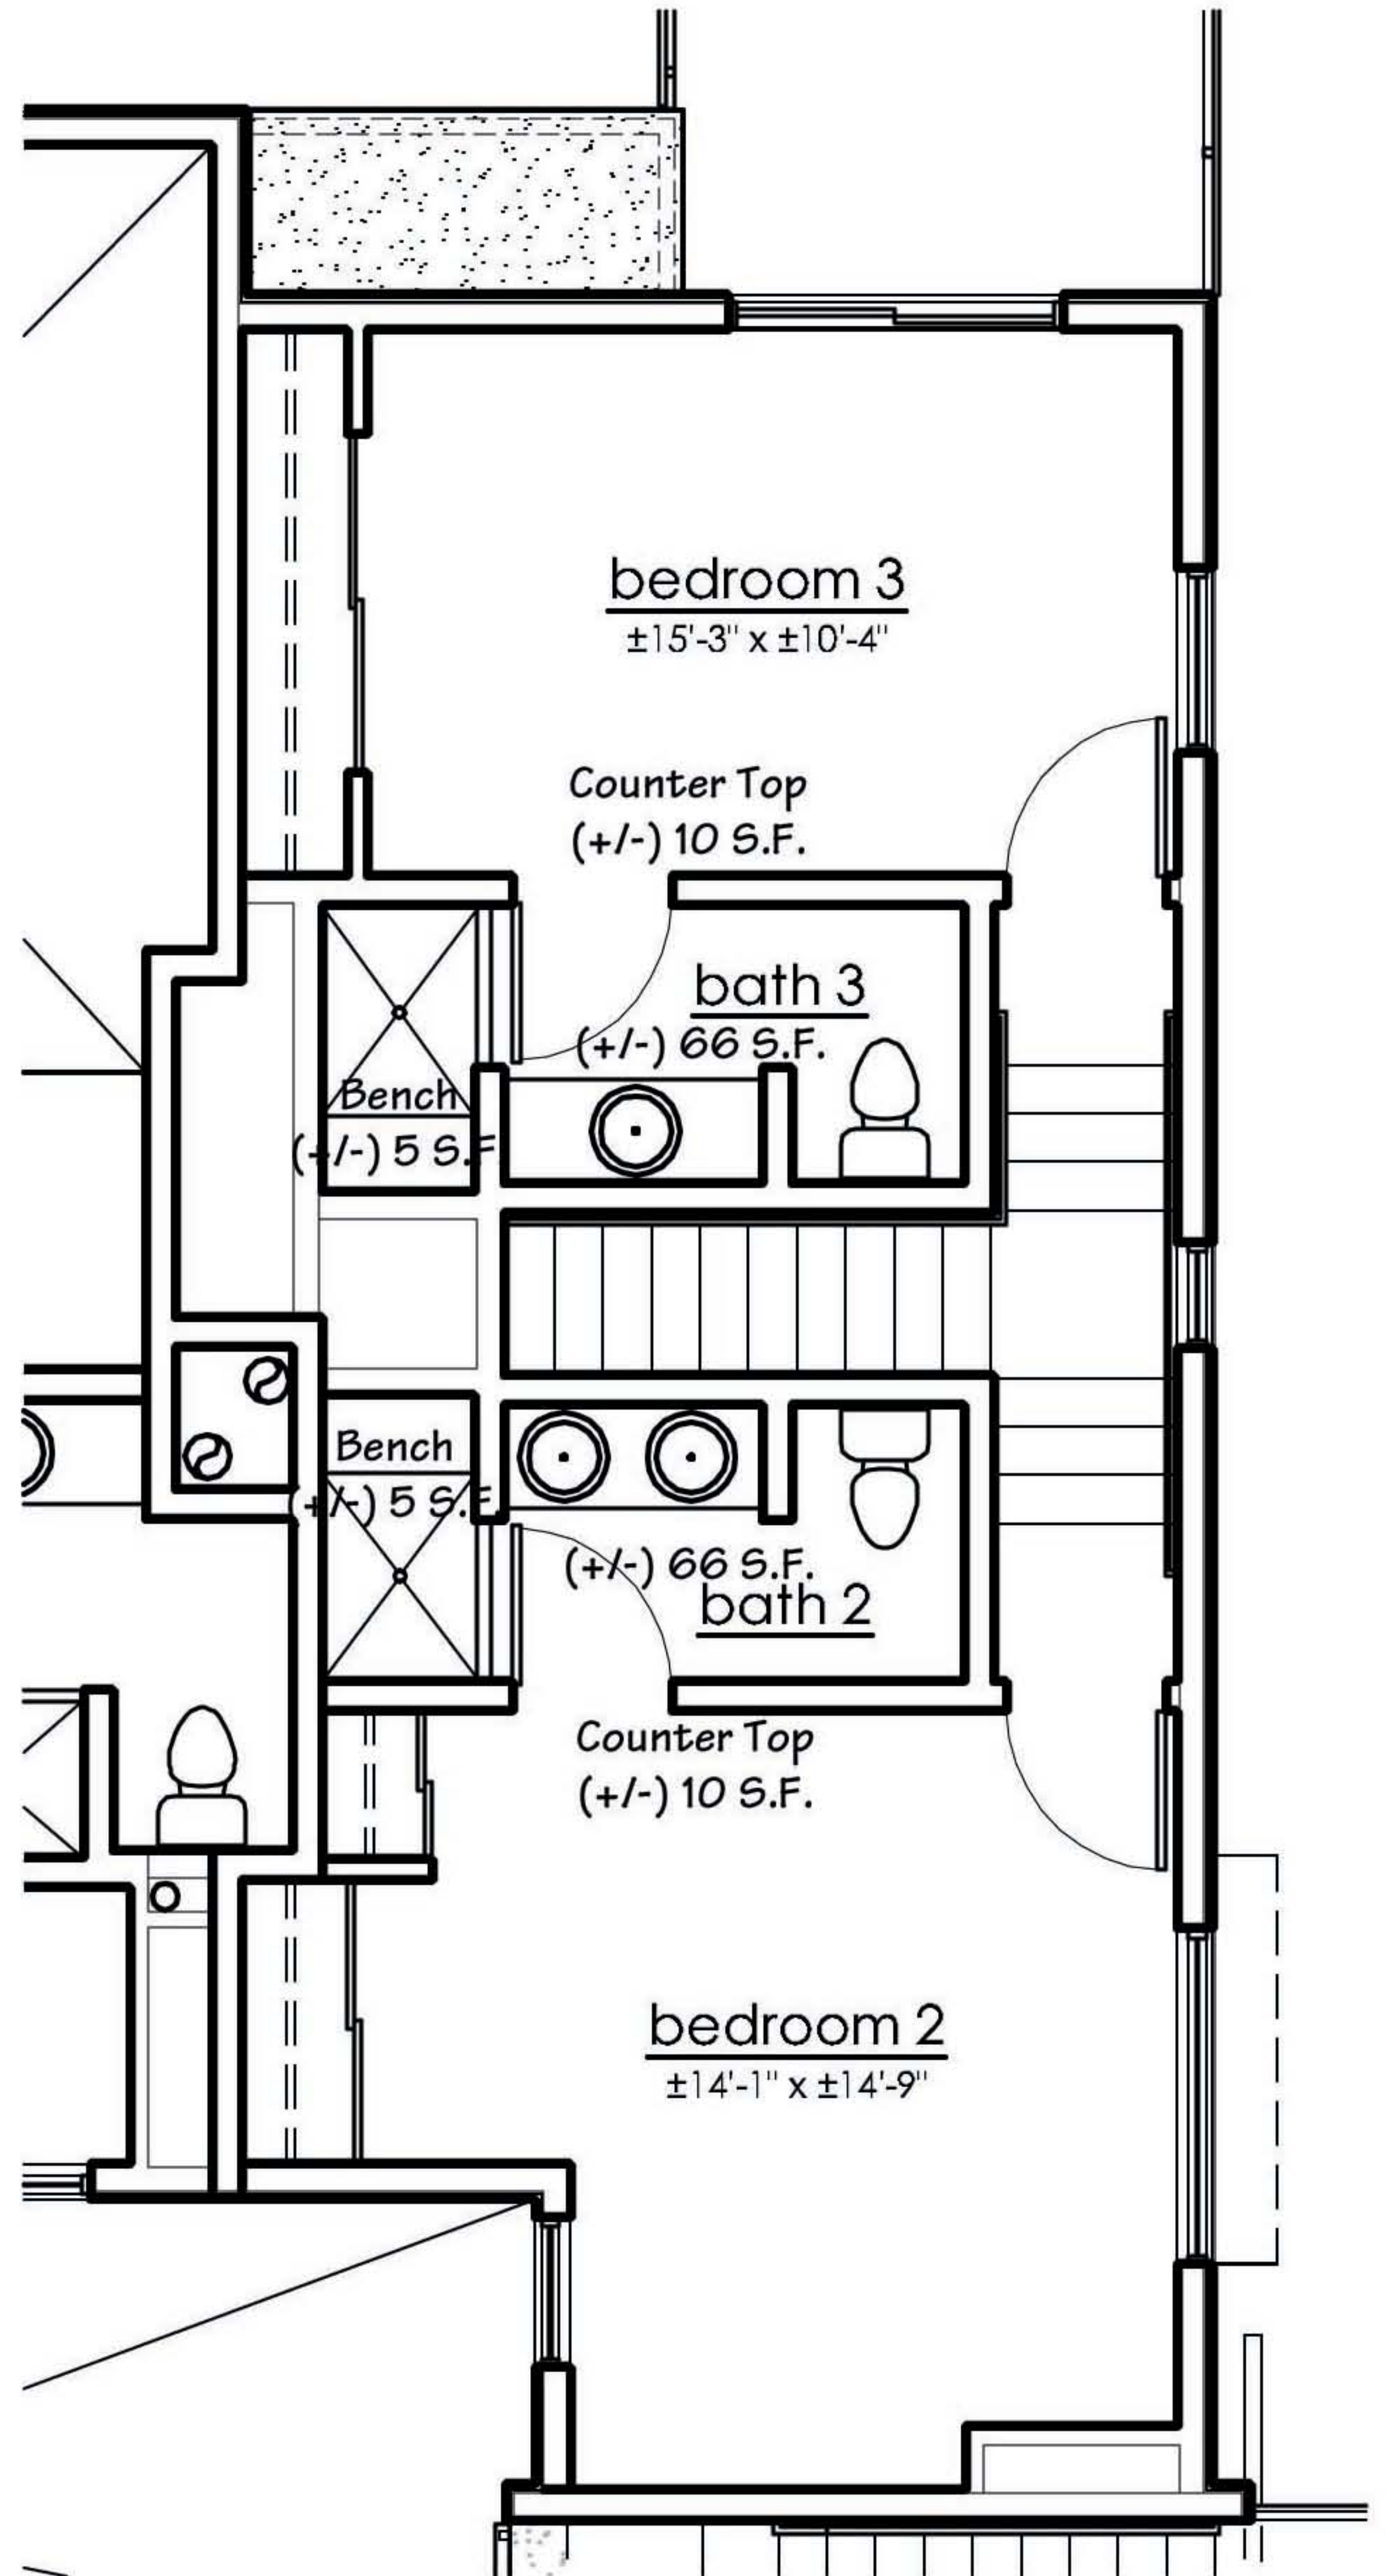 bedroom 3
±15'-3" x ±10'-4"
Counter Top
(+/-) 10 S.F.
bath 3
(+/-) 66 S.F.
Bench
(+/-) 5 S.F.
Bench
(+/-) 5 S.F.
(+/-) 66 S.F.
bath 2
Counter Top
(+/-) 10 S.F.
bedroom 2
±14'-1" x ±14'-9"